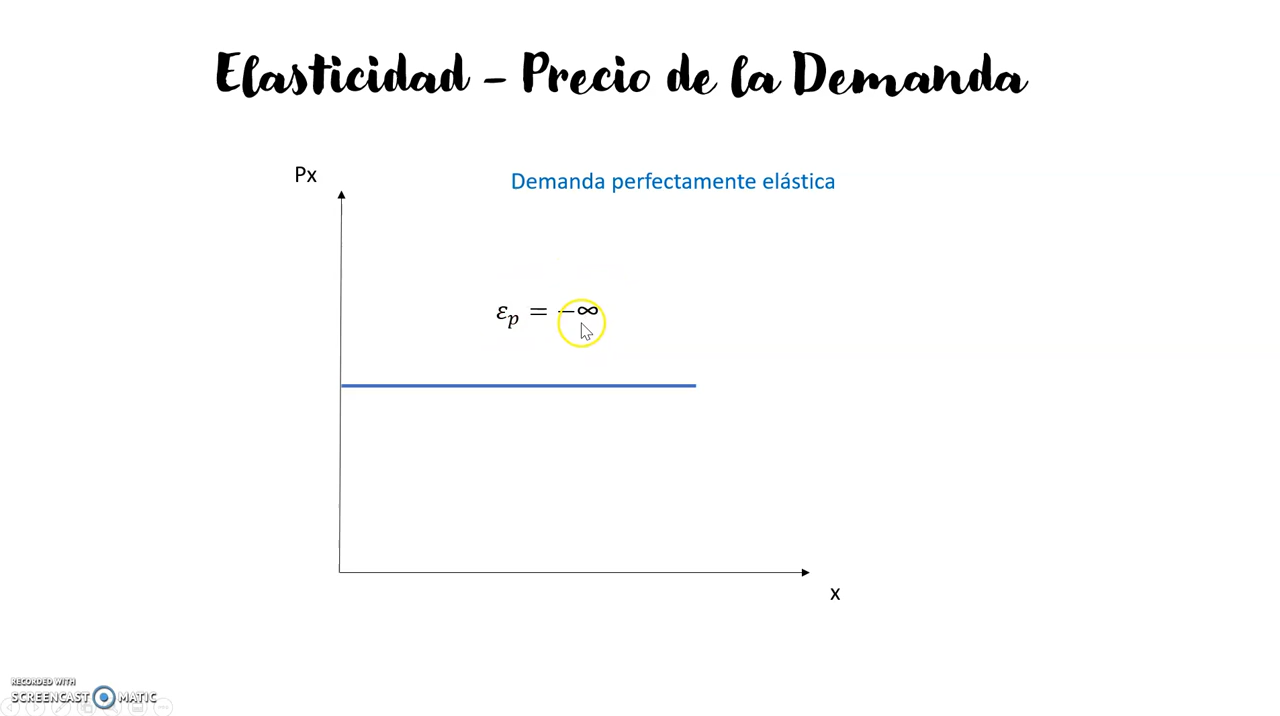 Elasticidad - Precio de la Demanda
Px
Demanda perfectamente elástica
εₚ = −∞
x
RECORDED WITH
SCREENCAST MATIC